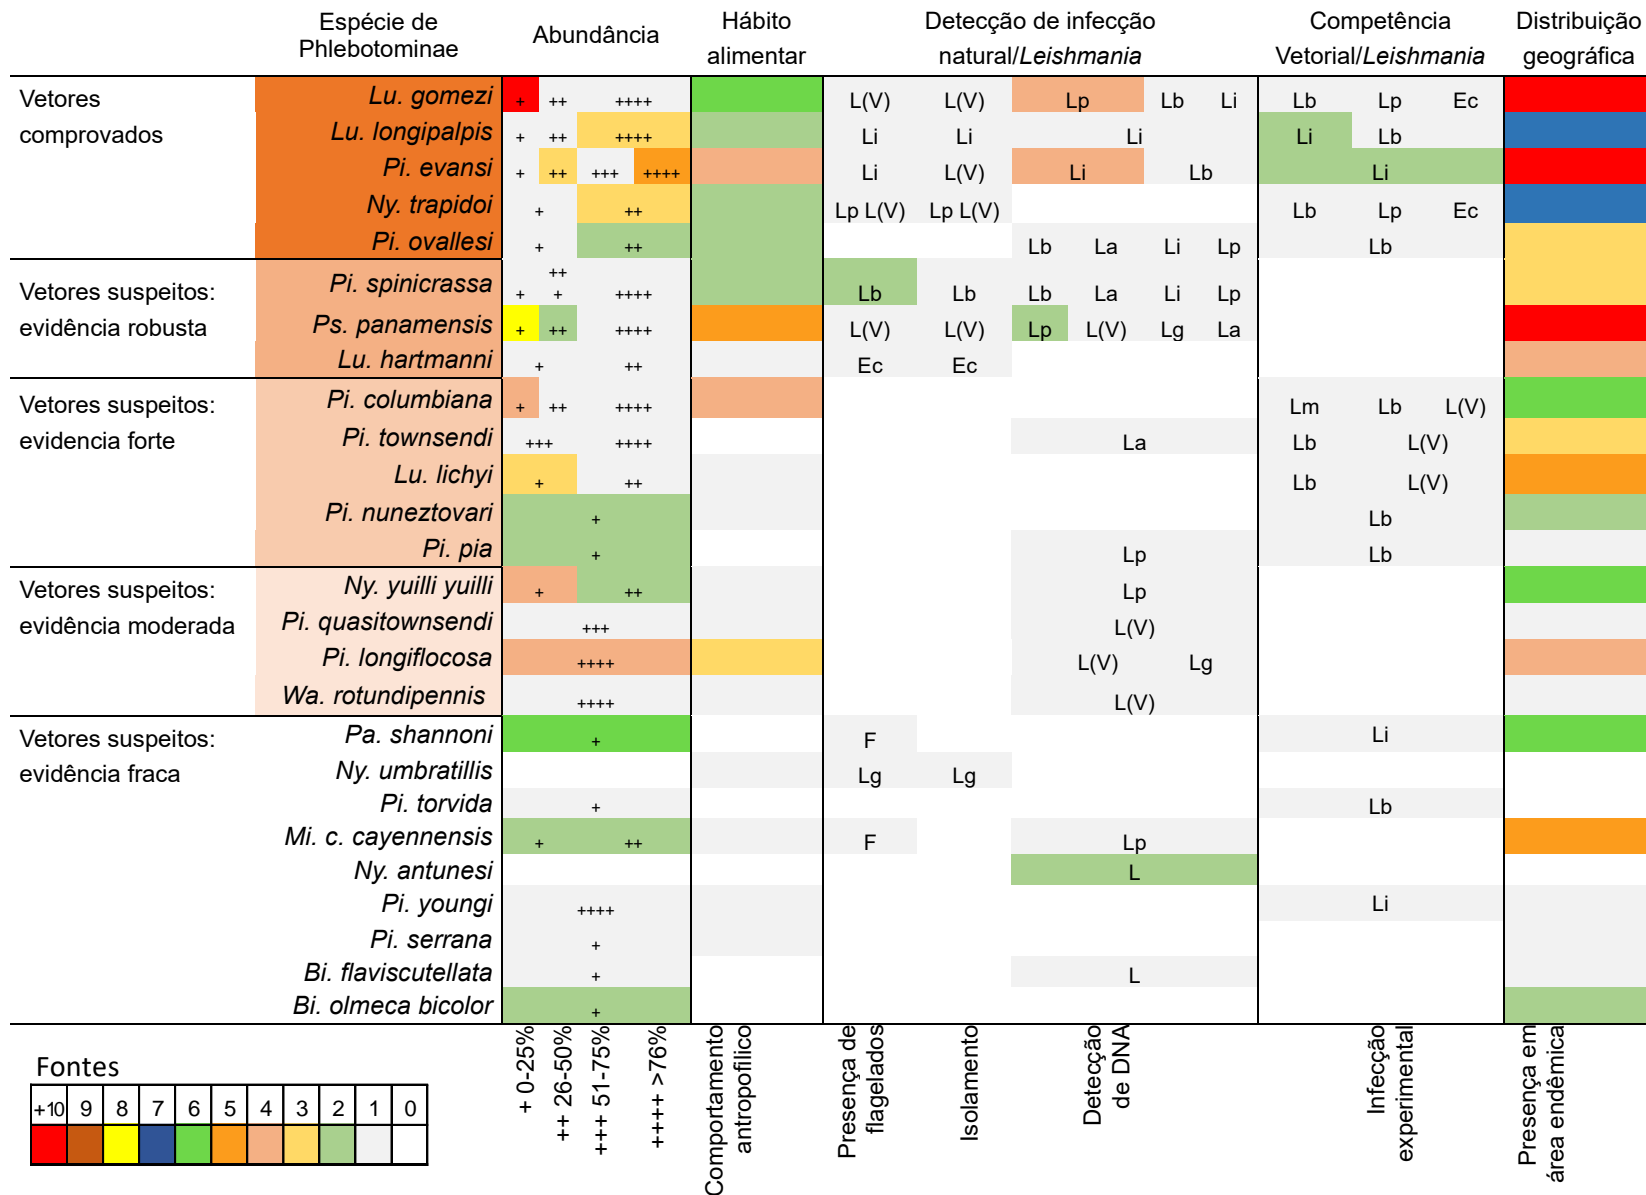 Espécie de Phlebotominae
Abundância
Hábito alimentar
Detecção de infecção natural/Leishmania
Competência Vetorial/Leishmania
Distribuição geográfica
Vetores comprovados
Lu. gomezi + ++ ++++ L(V) L(V) Lp Lb Li Lb Lp Ec
Lu. longipalpis + ++ ++++ Li Li Li Li Lb
Pi. evansi + ++ +++ ++++ Li L(V) Li Lb Li
Ny. trapidoi + ++ Lp L(V) Lp L(V) Lb Lp Ec
Pi. ovallesi + ++ Lb La Li Lp Lb
Vetores suspeitos: evidência robusta
Pi. spinicrassa + ++ + ++++ Lb Lb Lb La Li Lp
Ps. panamensis + ++ ++++ L(V) L(V) Lp L(V) Lg La
Lu. hartmanni + ++ Ec Ec
Vetores suspeitos: evidencia forte
Pi. columbiana + ++ ++++ Lm Lb L(V)
Pi. townsendi +++ ++++ La Lb L(V)
Lu. lichyi + ++ Lb L(V)
Pi. nuneztovari + Lb
Pi. pia + Lp Lb
Vetores suspeitos: evidência moderada
Ny. yuilli yuilli + ++ Lp
Pi. quasitownsendi +++ L(V)
Pi. longiflocosa ++++ L(V) Lg
Wa. rotundipennis ++++ L(V)
Vetores suspeitos: evidência fraca
Pa. shannoni + F Li
Ny. umbratillis Lg Lg
Pi. torvida + Lb
Mi. c. cayennensis + ++ F Lp
Ny. antunesi L
Pi. youngi ++++ Li
Pi. serrana +
Bi. flaviscutellata + L
Bi. olmeca bicolor +
+ 0-25%
++ 26-50%
+++ 51-75%
++++ >76%
Comportamento antropofilico
Presença de flagelados
Isolamento
Detecção de DNA
Infecção experimental
Presença em área endêmica
Fontes
+10 9 8 7 6 5 4 3 2 1 0